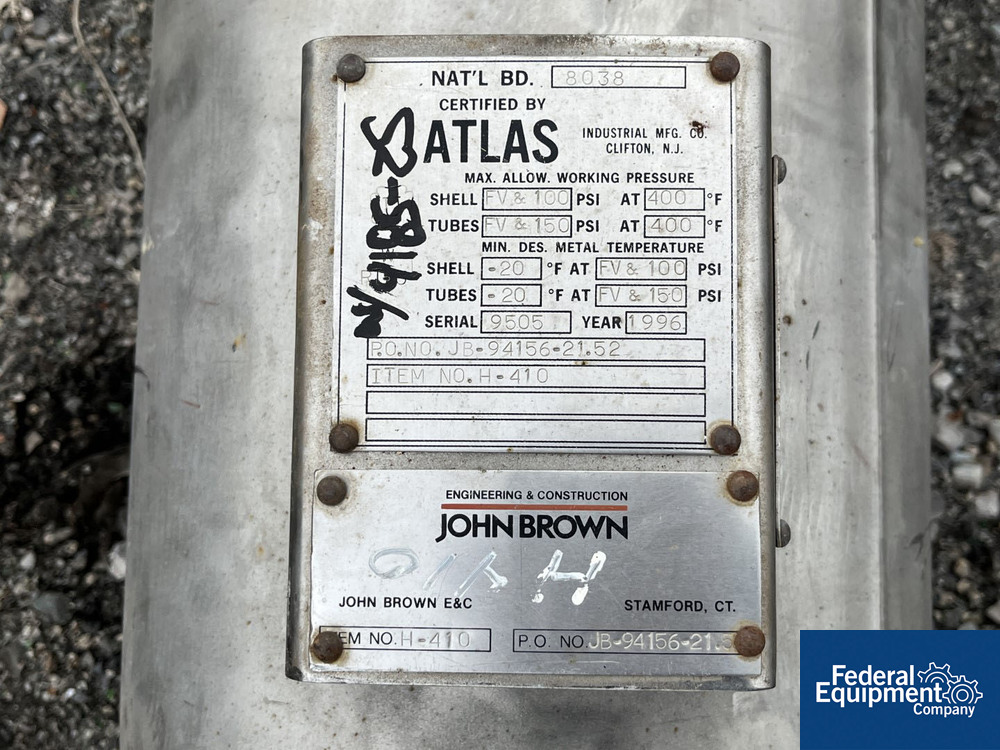 NAT'L BD. 8038
CERTIFIED BY
ATLAS INDUSTRIAL MFG. CO.
CLIFTON, N.J.
MAX. ALLOW. WORKING PRESSURE
SHELL FV & 100 PSI AT 400 °F
TUBES FV & 150 PSI AT 400 °F
MIN. DES. METAL TEMPERATURE
SHELL -20 °F AT FV & 100 PSI
TUBES -20 °F AT FV & 150 PSI
SERIAL 9505 YEAR 1996
P.O. NO. JB-94156-21.52
ITEM NO. H-410
ENGINEERING & CONSTRUCTION
JOHN BROWN
JOHN BROWN E&C STAMFORD, CT.
EM NO. H-410 P.O. NO. JB-94156-21.5
Federal
Equipment
Company